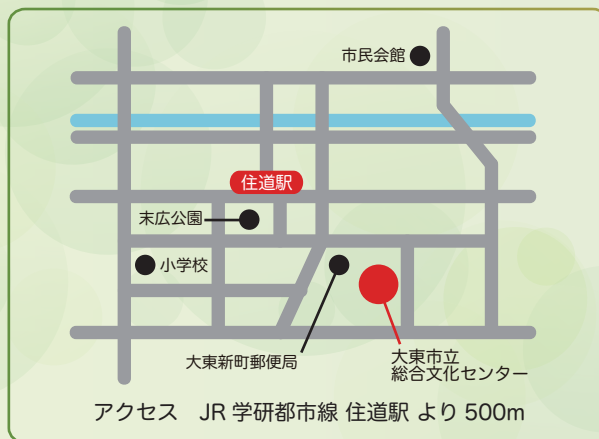 市民会館
住道駅
末広公園
小学校
大東新町郵便局
大東市立
総合文化センター
アクセス　JR 学研都市線 住道駅 より 500m